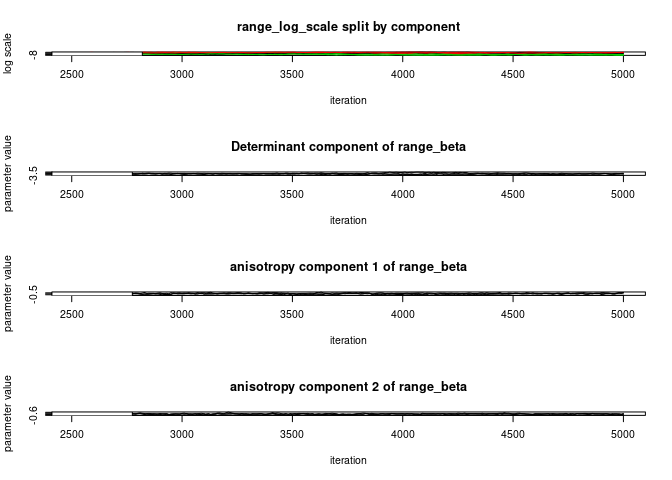 range_log_scale split by component
log scale
-8
2500 3000 3500 4000 4500 5000
iteration
Determinant component of range_beta
parameter value
-3.5
2500 3000 3500 4000 4500 5000
iteration
anisotropy component 1 of range_beta
parameter value
-0.5
2500 3000 3500 4000 4500 5000
iteration
anisotropy component 2 of range_beta
parameter value
-0.6
2500 3000 3500 4000 4500 5000
iteration